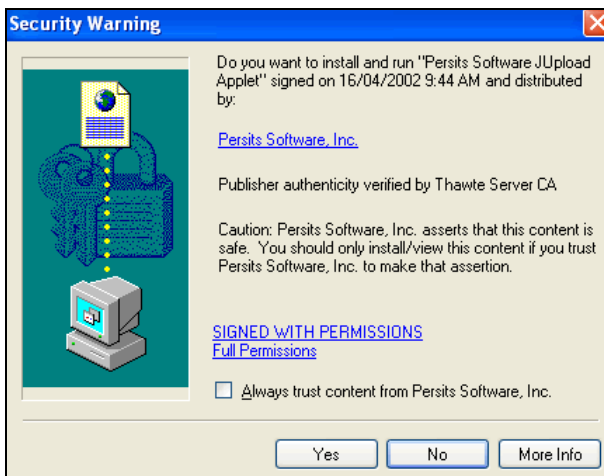 Security Warning
Do you want to install and run "Persits Software JUpload
Applet" signed on 16/04/2002 9:44 AM and distributed
by:
Persits Software, Inc.
Publisher authenticity verified by Thawte Server CA
Caution: Persits Software, Inc. asserts that this content is
safe. You should only install/view this content if you trust
Persits Software, Inc. to make that assertion.
SIGNED WITH PERMISSIONS
Full Permissions
Always trust content from Persits Software, Inc.
Yes No More Info